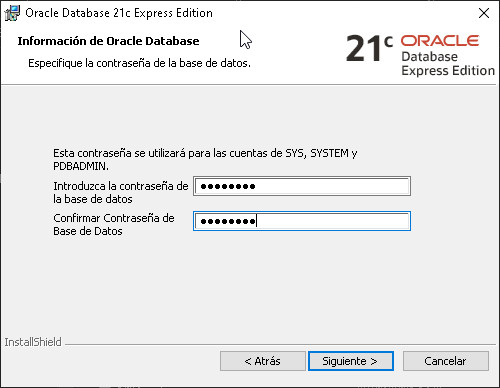 Oracle Database 21c Express Edition
Información de Oracle Database
Especifique la contraseña de la base de datos.
21c ORACLE
Database
Express Edition
Esta contraseña se utilizará para las cuentas de SYS, SYSTEM y
PDBADMIN.
Introduzca la contraseña de
la base de datos
●●●●●●●●
Confirmar Contraseña de
Base de Datos
●●●●●●●●
InstallShield
< Atrás
Siguiente >
Cancelar